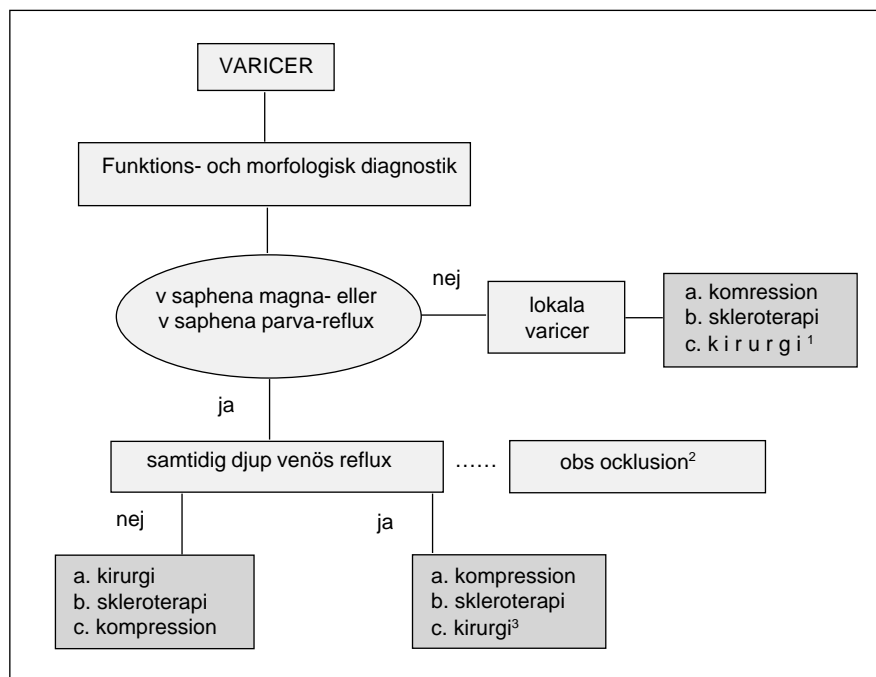 VARICER
Funktions- och morfologisk diagnostik
v saphena magna- eller
v saphena parva-reflux
nej
lokala
varicer
a. komression
b. skleroterapi
c. k i r u r g i ¹
ja
samtidig djup venös reflux
......
obs ocklusion²
nej
ja
a. kirurgi
b. skleroterapi
c. kompression
a. kompression
b. skleroterapi
c. kirurgi³